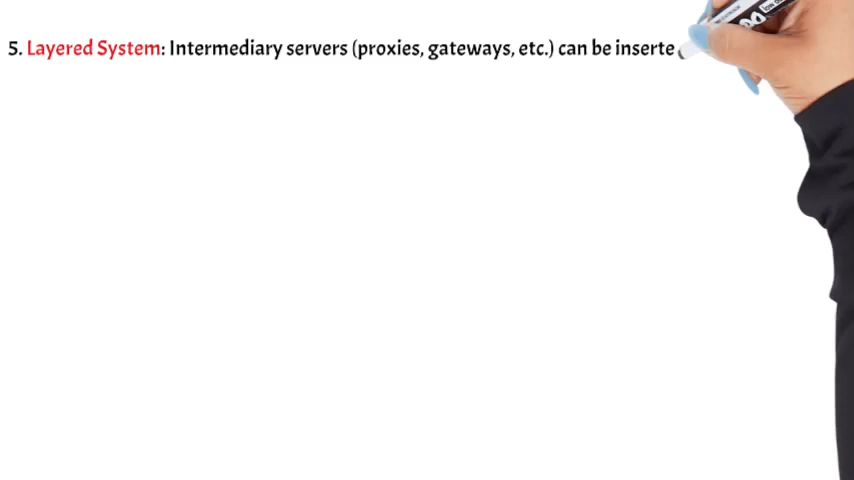 5. Layered System: Intermediary servers (proxies, gateways, etc.) can be inserte